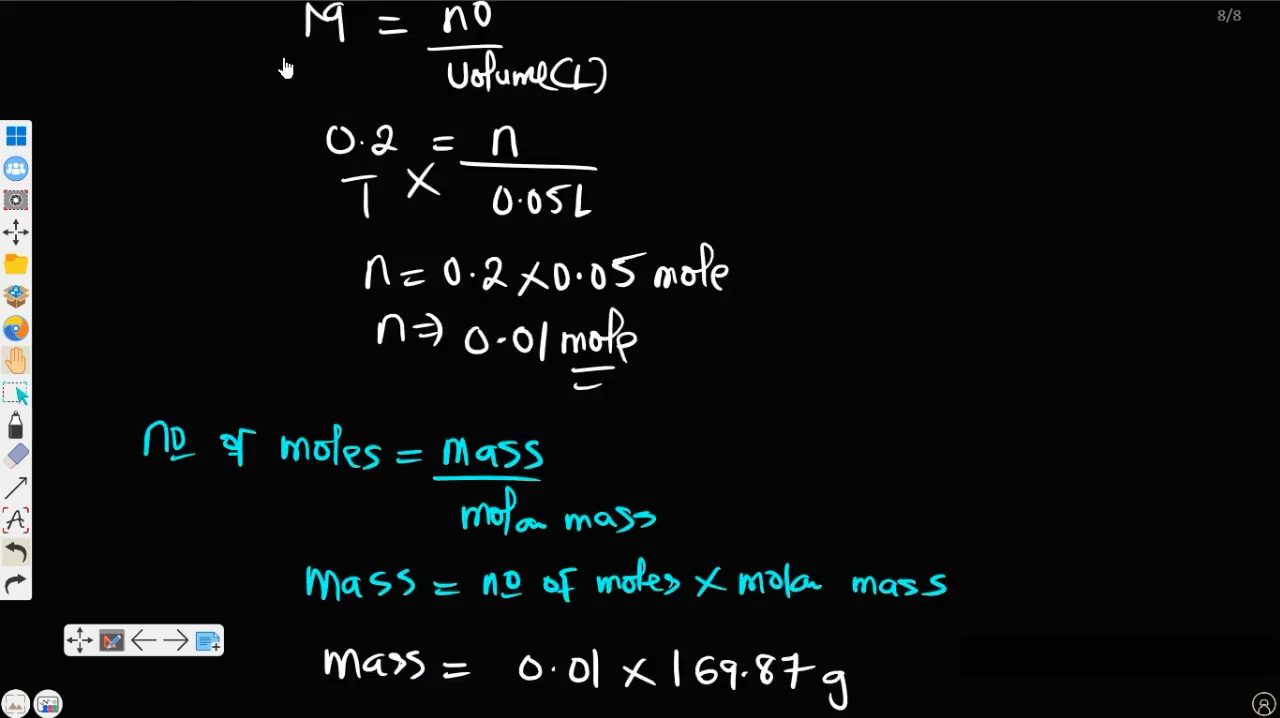 8/8
M = no
Volume(L)
0.2 = n
1 × 0.05L
n = 0.2 × 0.05 mole
n ⇒ 0.01 mole
no of moles = mass
molar mass
mass = no of moles × molar mass
mass = 0.01 × 169.87 g